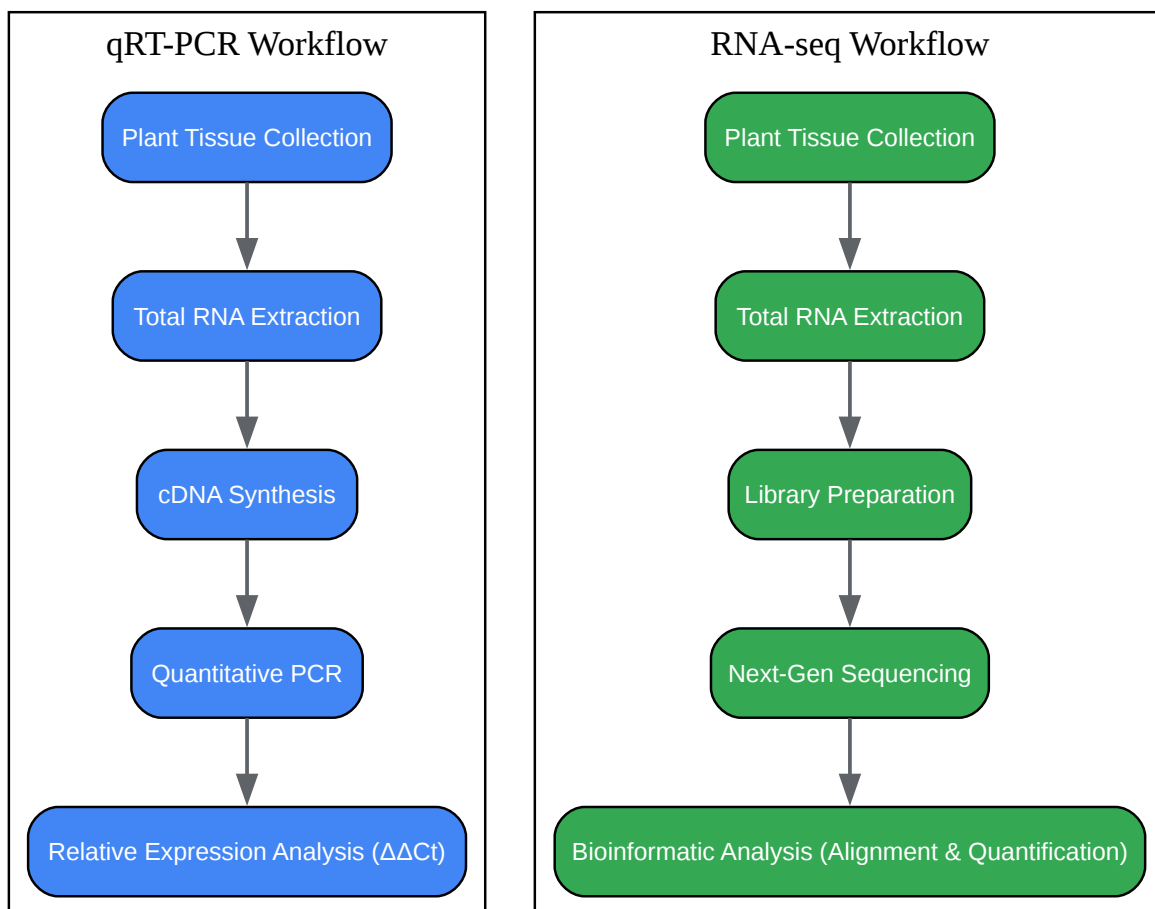 qRT-PCR Workflow
Plant Tissue Collection
Total RNA Extraction
cDNA Synthesis
Quantitative PCR
Relative Expression Analysis (ΔΔCt)
RNA-seq Workflow
Plant Tissue Collection
Total RNA Extraction
Library Preparation
Next-Gen Sequencing
Bioinformatic Analysis (Alignment & Quantification)